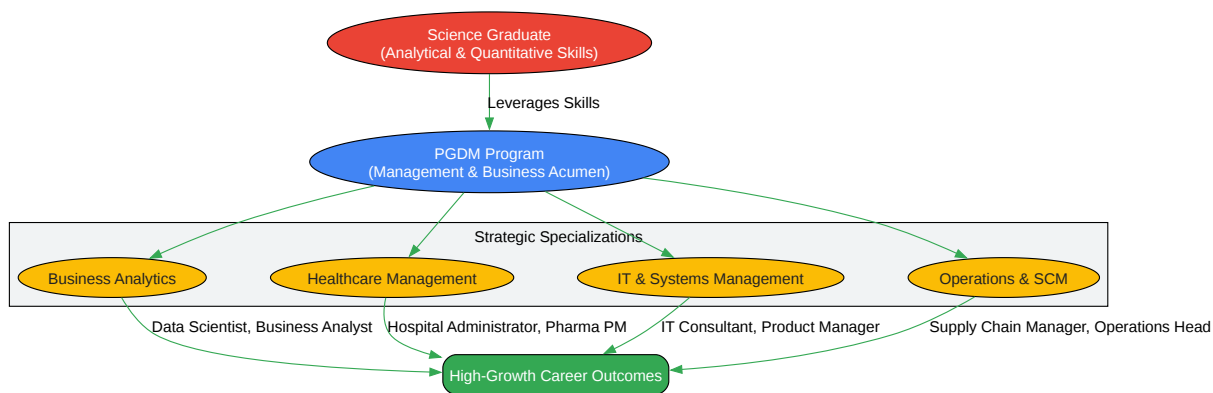 Science Graduate
(Analytical & Quantitative Skills)
Leverages Skills
PGDM Program
(Management & Business Acumen)
Strategic Specializations
Business Analytics
Healthcare Management
IT & Systems Management
Operations & SCM
Data Scientist, Business Analyst
Hospital Administrator, Pharma PM
IT Consultant, Product Manager
Supply Chain Manager, Operations Head
High-Growth Career Outcomes